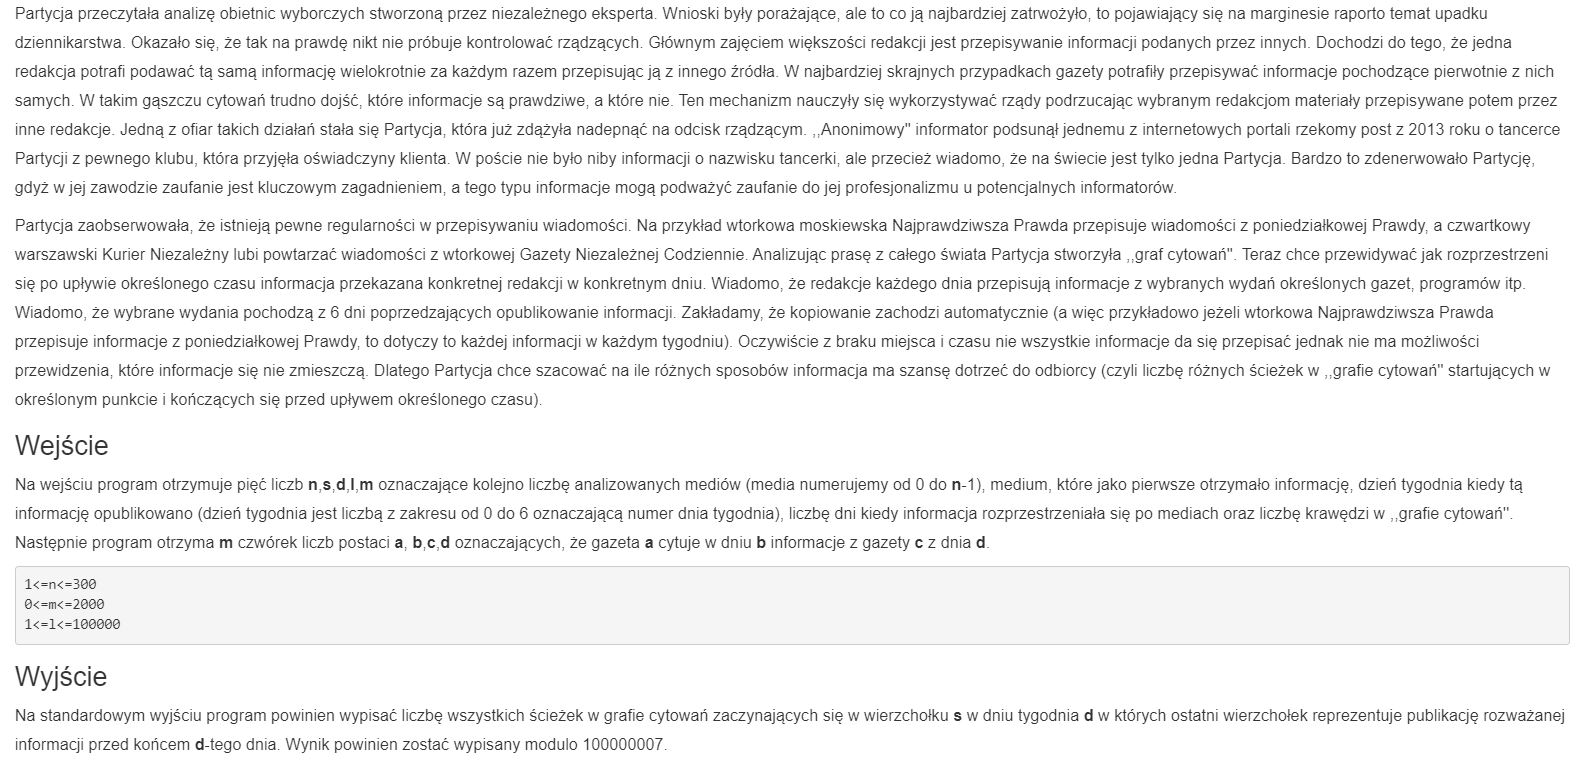 Partycja przeczytała analizę obietnic wyborczych stworzoną przez niezależnego eksperta. Wnioski były porażające, ale to co ją najbardziej zatrwożyło, to pojawiający się na marginesie raporto temat upadku
dziennikarstwa. Okazało się, że tak na prawdę nikt nie próbuje kontrolować rządzących. Głównym zajęciem większości redakcji jest przepisywanie informacji podanych przez innych. Dochodzi do tego, że jedna
redakcja potrafi podawać tą samą informację wielokrotnie za każdym razem przepisując ją z innego źródła. W najbardziej skrajnych przypadkach gazety potrafiły przepisywać informacje pochodzące pierwotnie z nich
samych. W takim gąszczu cytowań trudno dojść, które informacje są prawdziwe, a które nie. Ten mechanizm nauczyły się wykorzystywać rządy podrzucając wybranym redakcjom materiały przepisywane potem przez
inne redakcje. Jedną z ofiar takich działań stała się Partycja, która już zdążyła nadepnąć na odcisk rządzącym. ,,Anonimowy" informator podsunął jednemu z internetowych portali rzekomy post z 2013 roku o tancerce
Partycji z pewnego klubu, która przyjęła oświadczyny klienta. W poście nie było niby informacji o nazwisku tancerki, ale przecież wiadomo, że na świecie jest tylko jedna Partycja. Bardzo to zdenerwowało Partycję,
gdyż w jej zawodzie zaufanie jest kluczowym zagadnieniem, a tego typu informacje mogą podważyć zaufanie do jej profesjonalizmu u potencjalnych informatorów.
Partycja zaobserwowała, że istnieją pewne regularności w przepisywaniu wiadomości. Na przykład wtorkowa moskiewska Najprawdziwsza Prawda przepisuje wiadomości z poniedziałkowej Prawdy, a czwartkowy
warszawski Kurier Niezależny lubi powtarzać wiadomości z wtorkowej Gazety Niezależnej Codziennie. Analizując prasę z całego świata Partycja stworzyła ,,graf cytowań". Teraz chce przewidywać jak rozprzestrzeni
się po upływie określonego czasu informacja przekazana konkretnej redakcji w konkretnym dniu. Wiadomo, że redakcje każdego dnia przepisują informacje z wybranych wydań określonych gazet, programów itp.
Wiadomo, że wybrane wydania pochodzą z 6 dni poprzedzających opublikowanie informacji. Zakładamy, że kopiowanie zachodzi automatycznie (a więc przykładowo jeżeli wtorkowa Najprawdziwsza Prawda
przepisuje informacje z poniedziałkowej Prawdy, to dotyczy to każdej informacji w każdym tygodniu). Oczywiście z braku miejsca i czasu nie wszystkie informacje da się przepisać jednak nie ma możliwości
przewidzenia, które informacje się nie zmieszczą. Dlatego Partycja chce szacować na ile różnych sposobów informacja ma szansę dotrzeć do odbiorcy (czyli liczbę różnych ścieżek w ,,grafie cytowań" startujących w
określonym punkcie i kończących się przed upływem określonego czasu).
Wejście
Na wejściu program otrzymuje pięć liczb n,s,d,l,m oznaczające kolejno liczbę analizowanych mediów (media numerujemy od 0 do n-1), medium, które jako pierwsze otrzymało informację, dzień tygodnia kiedy tą
informację opublikowano (dzień tygodnia jest liczbą z zakresu od 0 do 6 oznaczającą numer dnia tygodnia), liczbę dni kiedy informacja rozprzestrzeniała się po mediach oraz liczbę krawędzi w ,,grafie cytowań".
Następnie program otrzyma m czwórek liczb postaci a, b,c,d oznaczających, że gazeta a cytuje w dniu b informacje z gazety c z dnia d.
1<=n<=300
0<=m<=2000
1<=l<=100000
Wyjście
Na standardowym wyjściu program powinien wypisać liczbę wszystkich ścieżek w grafie cytowań zaczynających się w wierzchołku s w dniu tygodnia d w których ostatni wierzchołek reprezentuje publikację rozważanej
informacji przed końcem d-tego dnia. Wynik powinien zostać wypisany modulo 100000007.